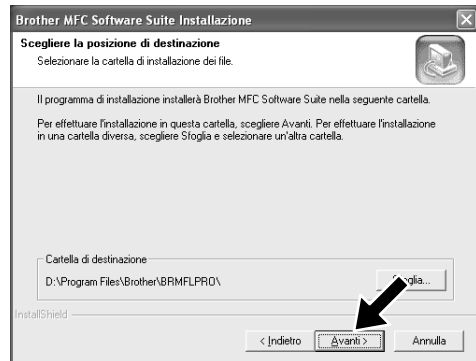 Brother MFC Software Suite Installazione
Scegliere la posizione di destinazione
Selezionare la cartella di installazione dei file.
Il programma di installazione installerà Brother MFC Software Suite nella seguente cartella.
Per effettuare l'installazione in questa cartella, scegliere Avanti. Per effettuare l'installazione
in una cartella diversa, scegliere Sfoglia e selezionare un'altra cartella.
Cartella di destinazione
D:\Program Files\Brother\BRMFLPRO\
InstallShield
< Indietro Avanti > Annulla